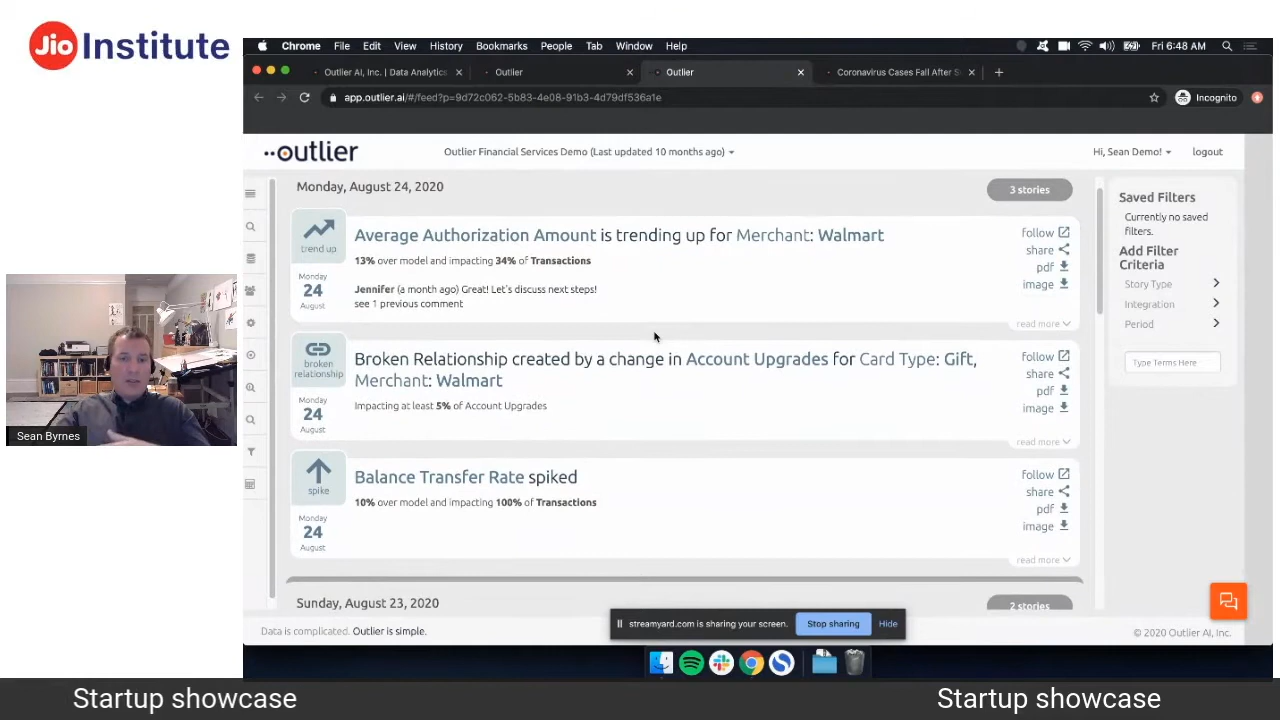 Jio Institute
Chrome File Edit View History Bookmarks People Tab Window Help Fri 6:48 AM
Outlier AI, Inc. | Data Analytics Outlier Outlier Coronavirus Cases Fall After S
app.outlier.ai/#/feed?p=9d72c062-5b83-4e08-91b3-4d79df536a1e Incognito
outlier Outlier Financial Services Demo (Last updated 10 months ago) Hi, Sean Demo! logout
Monday, August 24, 2020 3 stories
trend up
Monday
24
August
Average Authorization Amount is trending up for Merchant: Walmart
13% over model and impacting 34% of Transactions
Jennifer (a month ago) Great! Let's discuss next steps!
see 1 previous comment
follow
share
pdf
image
read more
broken
relationship
Monday
24
August
Broken Relationship created by a change in Account Upgrades for Card Type: Gift,
Merchant: Walmart
Impacting at least 5% of Account Upgrades
follow
share
pdf
image
read more
spike
Monday
24
August
Balance Transfer Rate spiked
10% over model and impacting 100% of Transactions
follow
share
pdf
image
read more
Sunday, August 23, 2020 2 stories
Saved Filters
Currently no saved
filters.
Add Filter
Criteria
Story Type
Integration
Period
Type Terms Here
Sean Byrnes
streamyard.com is sharing your screen. Stop sharing Hide
Data is complicated. Outlier is simple. © 2020 Outlier AI, Inc.
Startup showcase Startup showcase